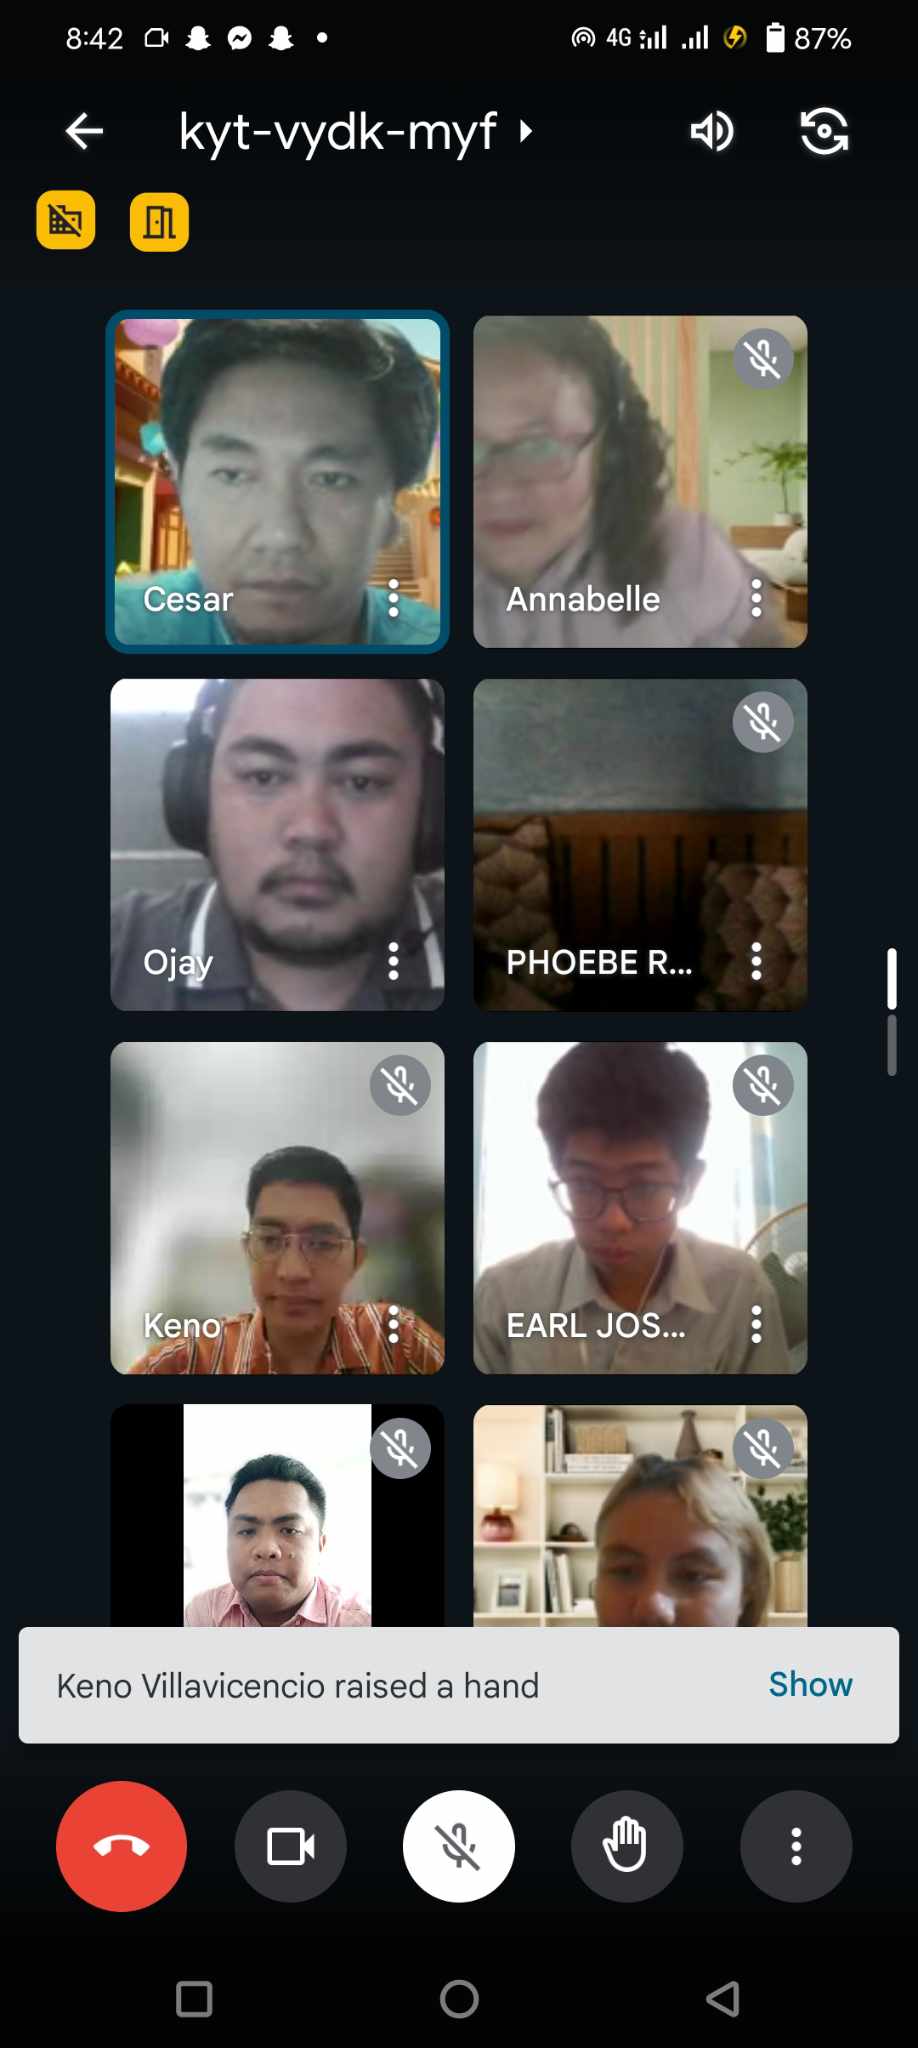 8:42 4G 87%
kyt-vydk-myf
Cesar Annabelle
Ojay PHOEBE R...
Keno EARL JOS...
Keno Villavicencio raised a hand Show